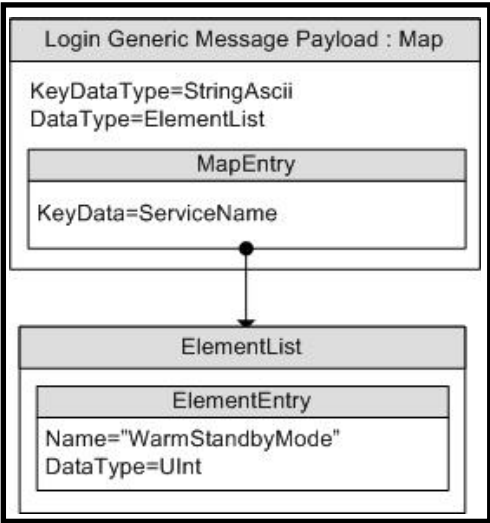 Login Generic Message Payload : Map
KeyDataType=StringAscii
DataType=ElementList
MapEntry
KeyData=ServiceName
ElementList
ElementEntry
Name="WarmStandbyMode"
DataType=UInt